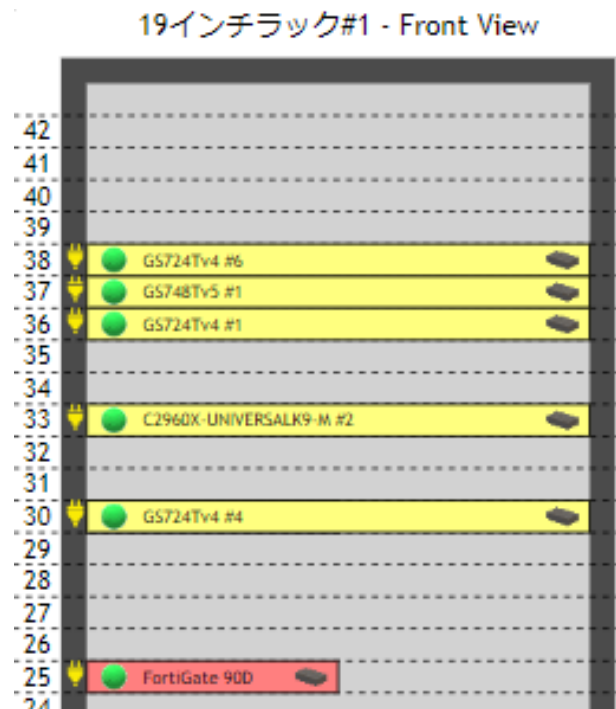 19インチラック#1 - Front View
42
41
40
39
38 GS724Tv4 #6
37 GS748Tv5 #1
36 GS724Tv4 #1
35
34
33 C2960X-UNIVERSALK9-M #2
32
31
30 GS724Tv4 #4
29
28
27
26
25 FortiGate 90D
24